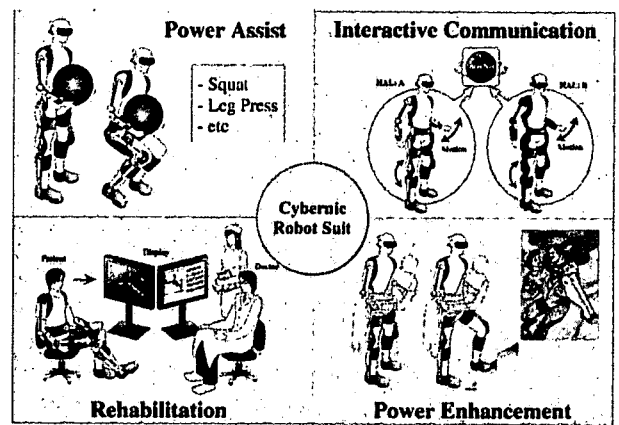 Power Assist
- Squat
- Leg Press
- etc
Interactive Communication
HAL: A
HAL: B
Motion
Motion
Cybernic
Robot Suit
Patient
Display
Doctor
Rehabilitation
Power Enhancement